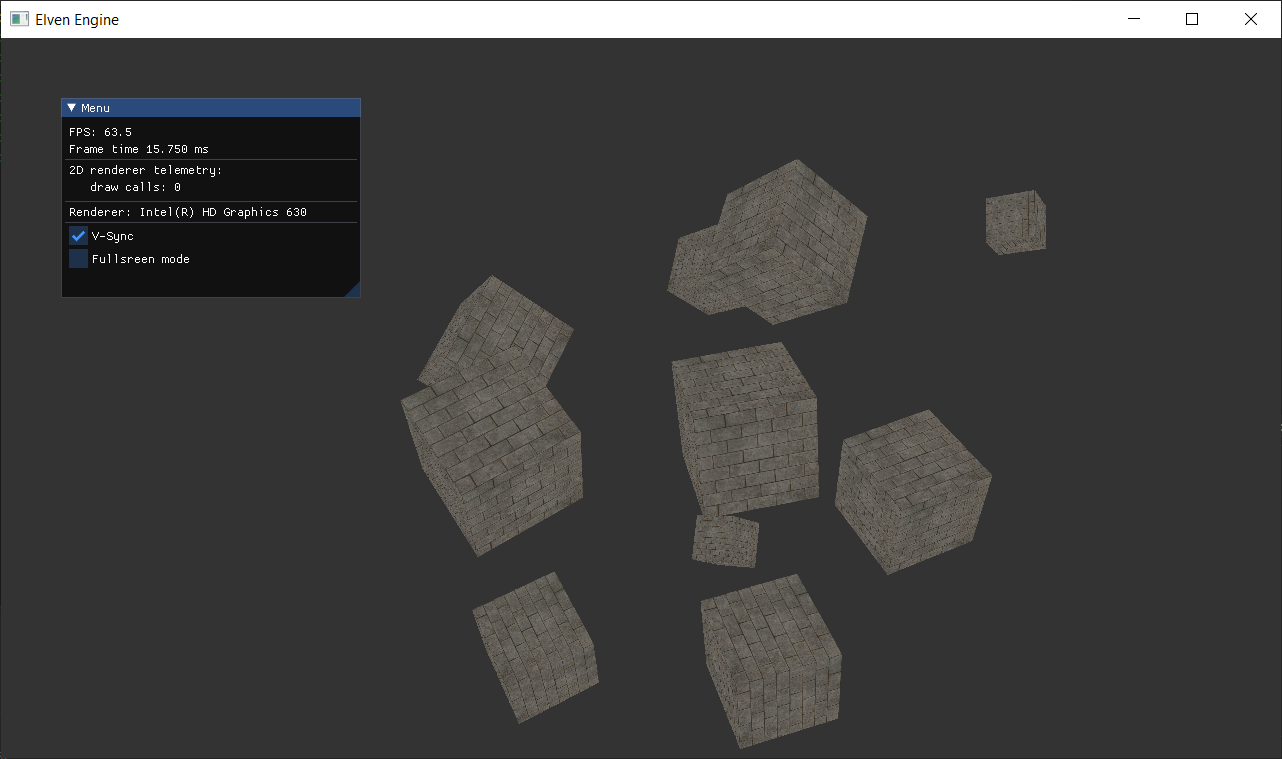 Elven Engine
Menu
FPS: 63.5
Frame time 15.750 ms
2D renderer telemetry:
draw calls: 0
Renderer: Intel(R) HD Graphics 630
V-Sync
Fullsreen mode